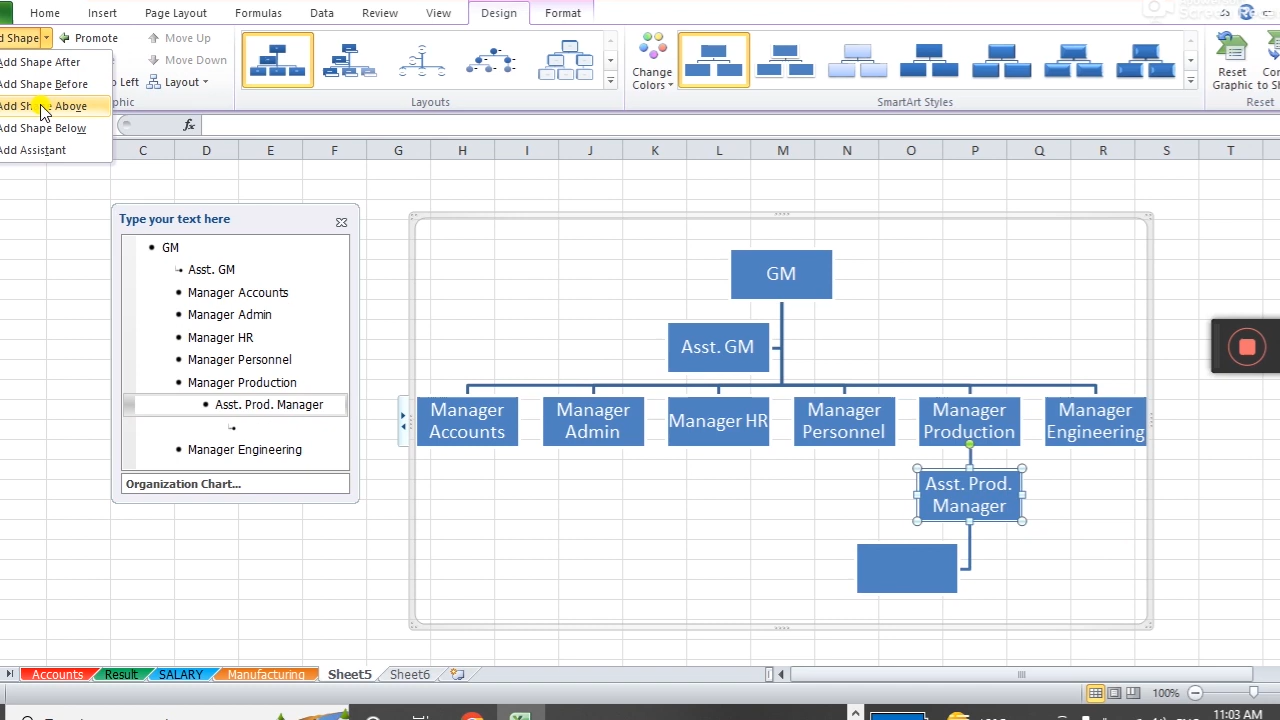 Home Insert Page Layout Formulas Data Review View Design Format
d Shape Promote Move Up
Add Shape After Move Down
Add Shape Before o Left Layout
Add Shape Above
Add Shape Below
Add Assistant
phic Layouts
Change Colors
SmartArt Styles
Reset Graphic
Reset
fx
C D E F G H I J K L M N O P Q R S T
Type your text here
GM
Asst. GM
Manager Accounts
Manager Admin
Manager HR
Manager Personnel
Manager Production
Asst. Prod. Manager
Manager Engineering
Organization Chart...
GM
Asst. GM
Manager Accounts
Manager Admin
Manager HR
Manager Personnel
Manager Production
Manager Engineering
Asst. Prod. Manager
Accounts Result SALARY Manufacturing Sheet5 Sheet6
100%
11:03 AM